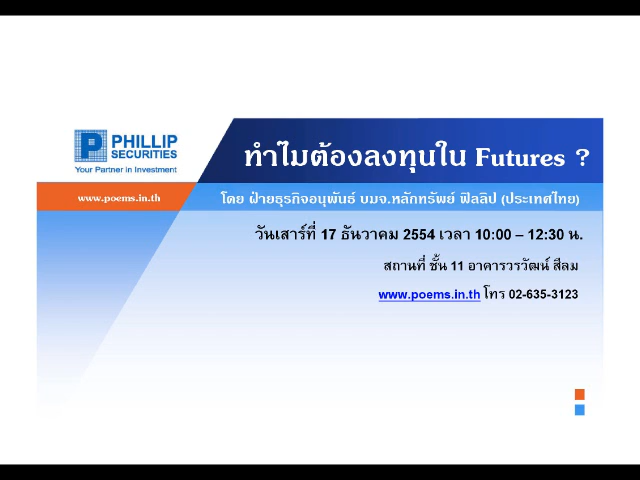 PHILLIP
SECURITIES
Your Partner in Investment
ทำไมต้องลงทุนใน Futures ?
www.poems.in.th
โดย ฝ่ายธุรกิจอนุพันธ์ บมจ.หลักทรัพย์ ฟิลลิป (ประเทศไทย)
วันเสาร์ที่ 17 ธันวาคม 2554 เวลา 10:00 – 12:30 น.
สถานที่ ชั้น 11 อาคารวรวัฒน์ สีลม
www.poems.in.th โทร 02-635-3123